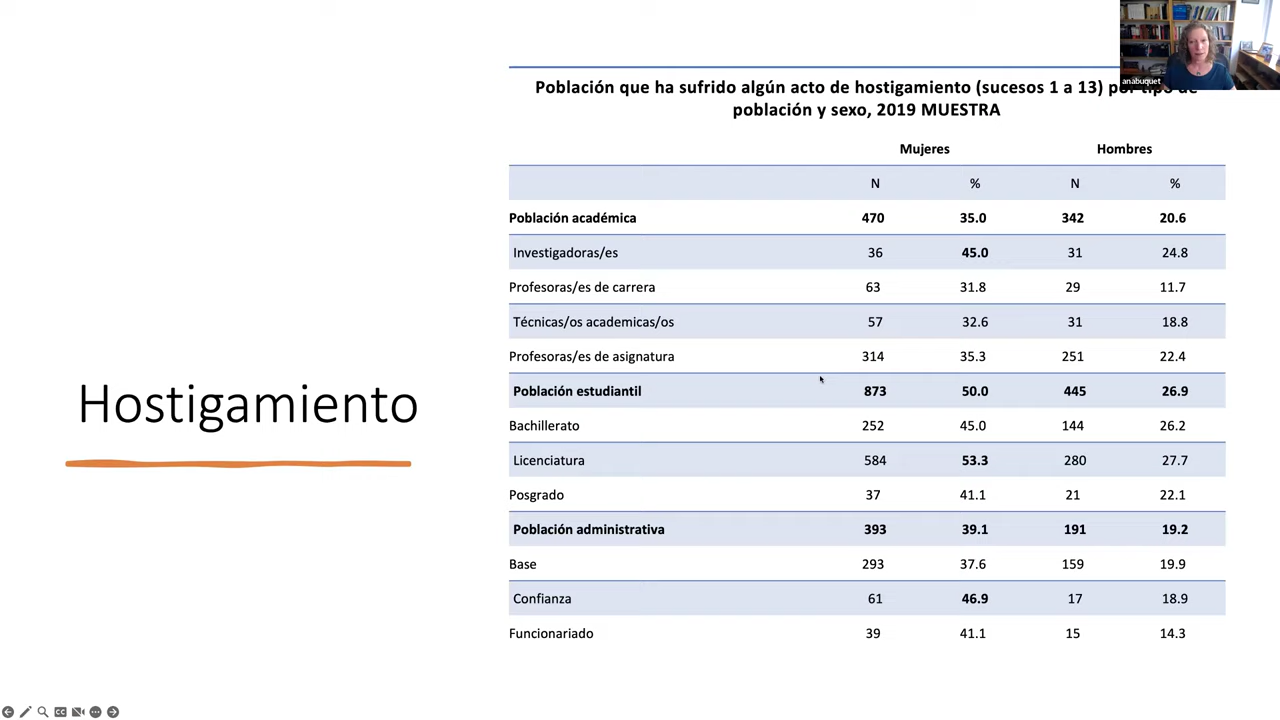 anabuquet
Población que ha sufrido algún acto de hostigamiento (sucesos 1 a 13) por tipo de
población y sexo, 2019 MUESTRA
Mujeres Hombres
N % N %
Población académica 470 35.0 342 20.6
Investigadoras/es 36 45.0 31 24.8
Profesoras/es de carrera 63 31.8 29 11.7
Técnicas/os academicas/os 57 32.6 31 18.8
Profesoras/es de asignatura 314 35.3 251 22.4
Población estudiantil 873 50.0 445 26.9
Bachillerato 252 45.0 144 26.2
Licenciatura 584 53.3 280 27.7
Posgrado 37 41.1 21 22.1
Población administrativa 393 39.1 191 19.2
Base 293 37.6 159 19.9
Confianza 61 46.9 17 18.9
Funcionariado 39 41.1 15 14.3
Hostigamiento
CC